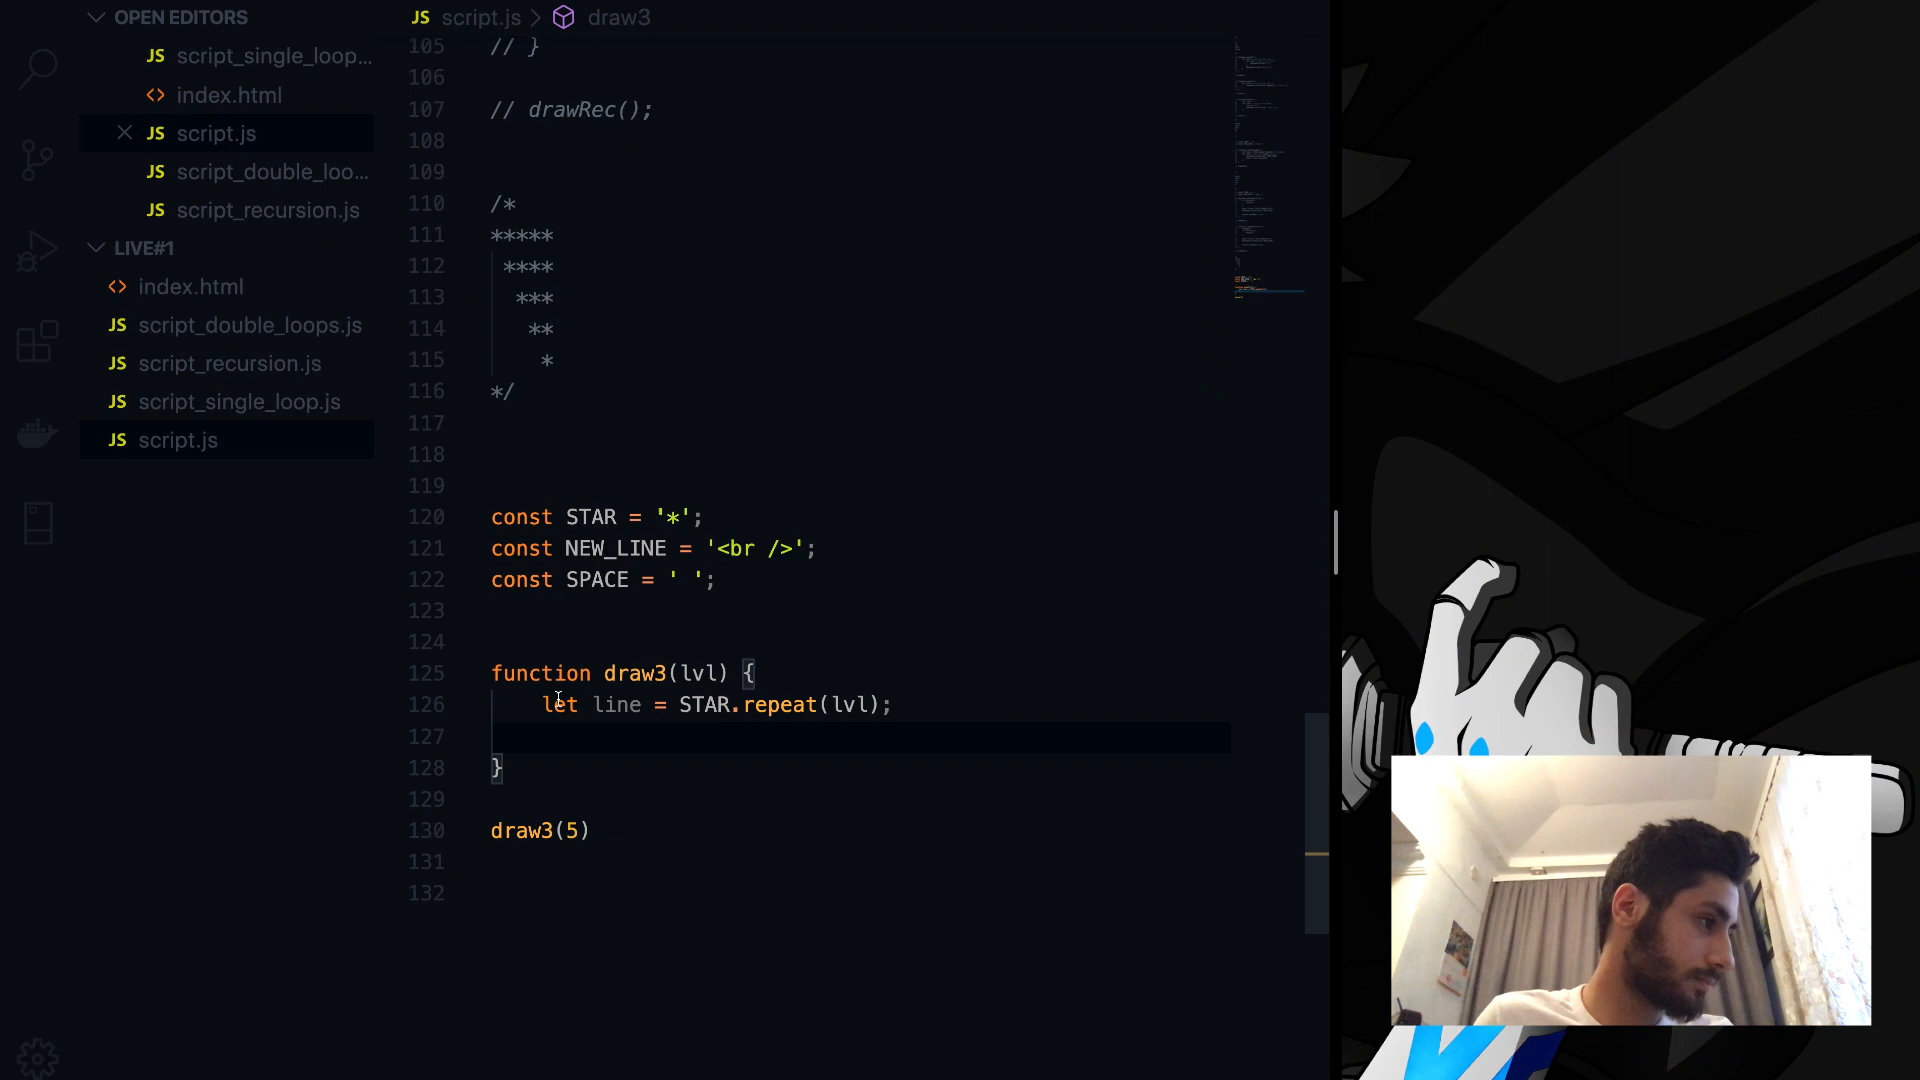 OPEN EDITORS
JS script_single_loop...
<> index.html
JS script.js
JS script_double_loo...
JS script_recursion.js
LIVE#1
<> index.html
JS script_double_loops.js
JS script_recursion.js
JS script_single_loop.js
JS script.js
JS script.js > draw3
105 // }
106
107 // drawRec();
108
109
110 /*
111 *****
112  ****
113   ***
114    **
115     *
116 */
117
118
119
120 const STAR = '*';
121 const NEW_LINE = '<br />';
122 const SPACE = ' ';
123
124
125 function draw3(lvl) {
126     let line = STAR.repeat(lvl);
127
128 }
129
130 draw3(5)
131
132